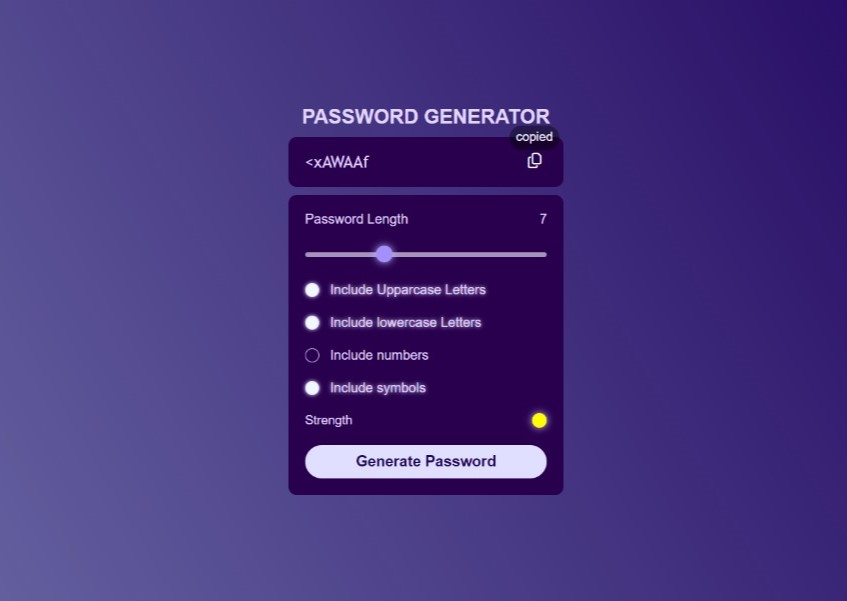 PASSWORD GENERATOR
copied
<xAWAAf
Password Length 7
Include Upparcase Letters
Include lowercase Letters
Include numbers
Include symbols
Strength
Generate Password